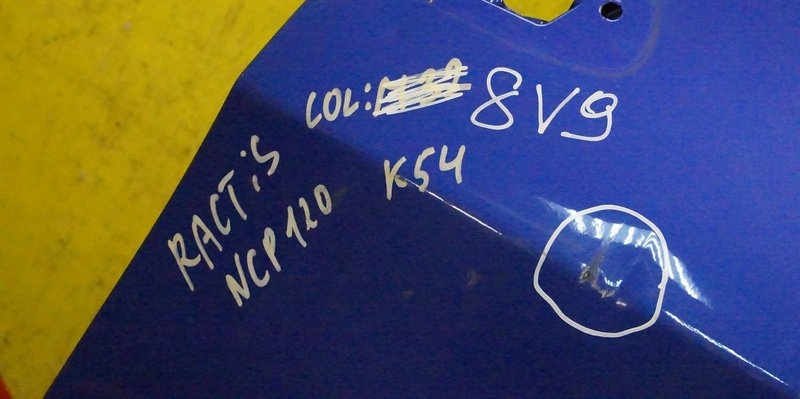 COL: 8V9
RACTiS
NCP120 K54